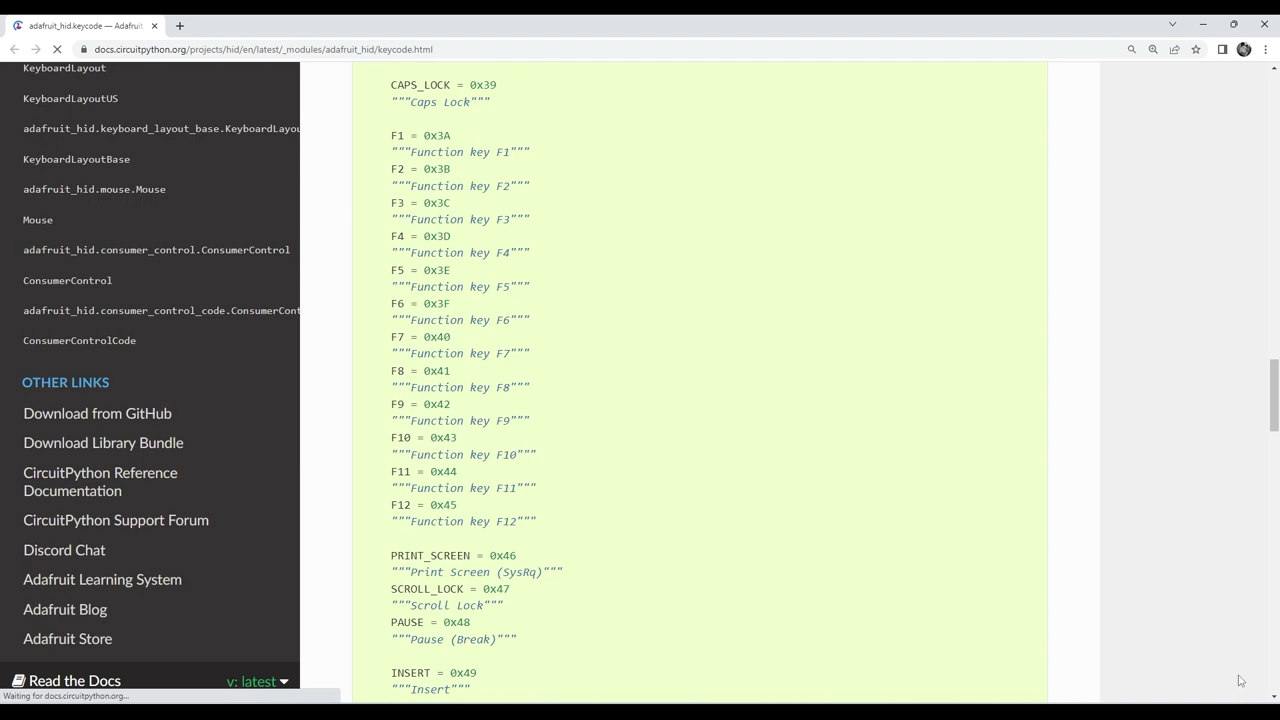 adafruit_hid.keycode — Adafruit
docs.circuitpython.org/projects/hid/en/latest/_modules/adafruit_hid/keycode.html
KeyboardLayout
KeyboardLayoutUS
adafruit_hid.keyboard_layout_base.KeyboardLayou
KeyboardLayoutBase
adafruit_hid.mouse.Mouse
Mouse
adafruit_hid.consumer_control.ConsumerControl
ConsumerControl
adafruit_hid.consumer_control_code.ConsumerCont
ConsumerControlCode
OTHER LINKS
Download from GitHub
Download Library Bundle
CircuitPython Reference
Documentation
CircuitPython Support Forum
Discord Chat
Adafruit Learning System
Adafruit Blog
Adafruit Store
Read the Docs v: latest
Waiting for docs.circuitpython.org...
CAPS_LOCK = 0x39
"""Caps Lock"""
F1 = 0x3A
"""Function key F1"""
F2 = 0x3B
"""Function key F2"""
F3 = 0x3C
"""Function key F3"""
F4 = 0x3D
"""Function key F4"""
F5 = 0x3E
"""Function key F5"""
F6 = 0x3F
"""Function key F6"""
F7 = 0x40
"""Function key F7"""
F8 = 0x41
"""Function key F8"""
F9 = 0x42
"""Function key F9"""
F10 = 0x43
"""Function key F10"""
F11 = 0x44
"""Function key F11"""
F12 = 0x45
"""Function key F12"""
PRINT_SCREEN = 0x46
"""Print Screen (SysRq)"""
SCROLL_LOCK = 0x47
"""Scroll Lock"""
PAUSE = 0x48
"""Pause (Break)"""
INSERT = 0x49
"""Insert"""